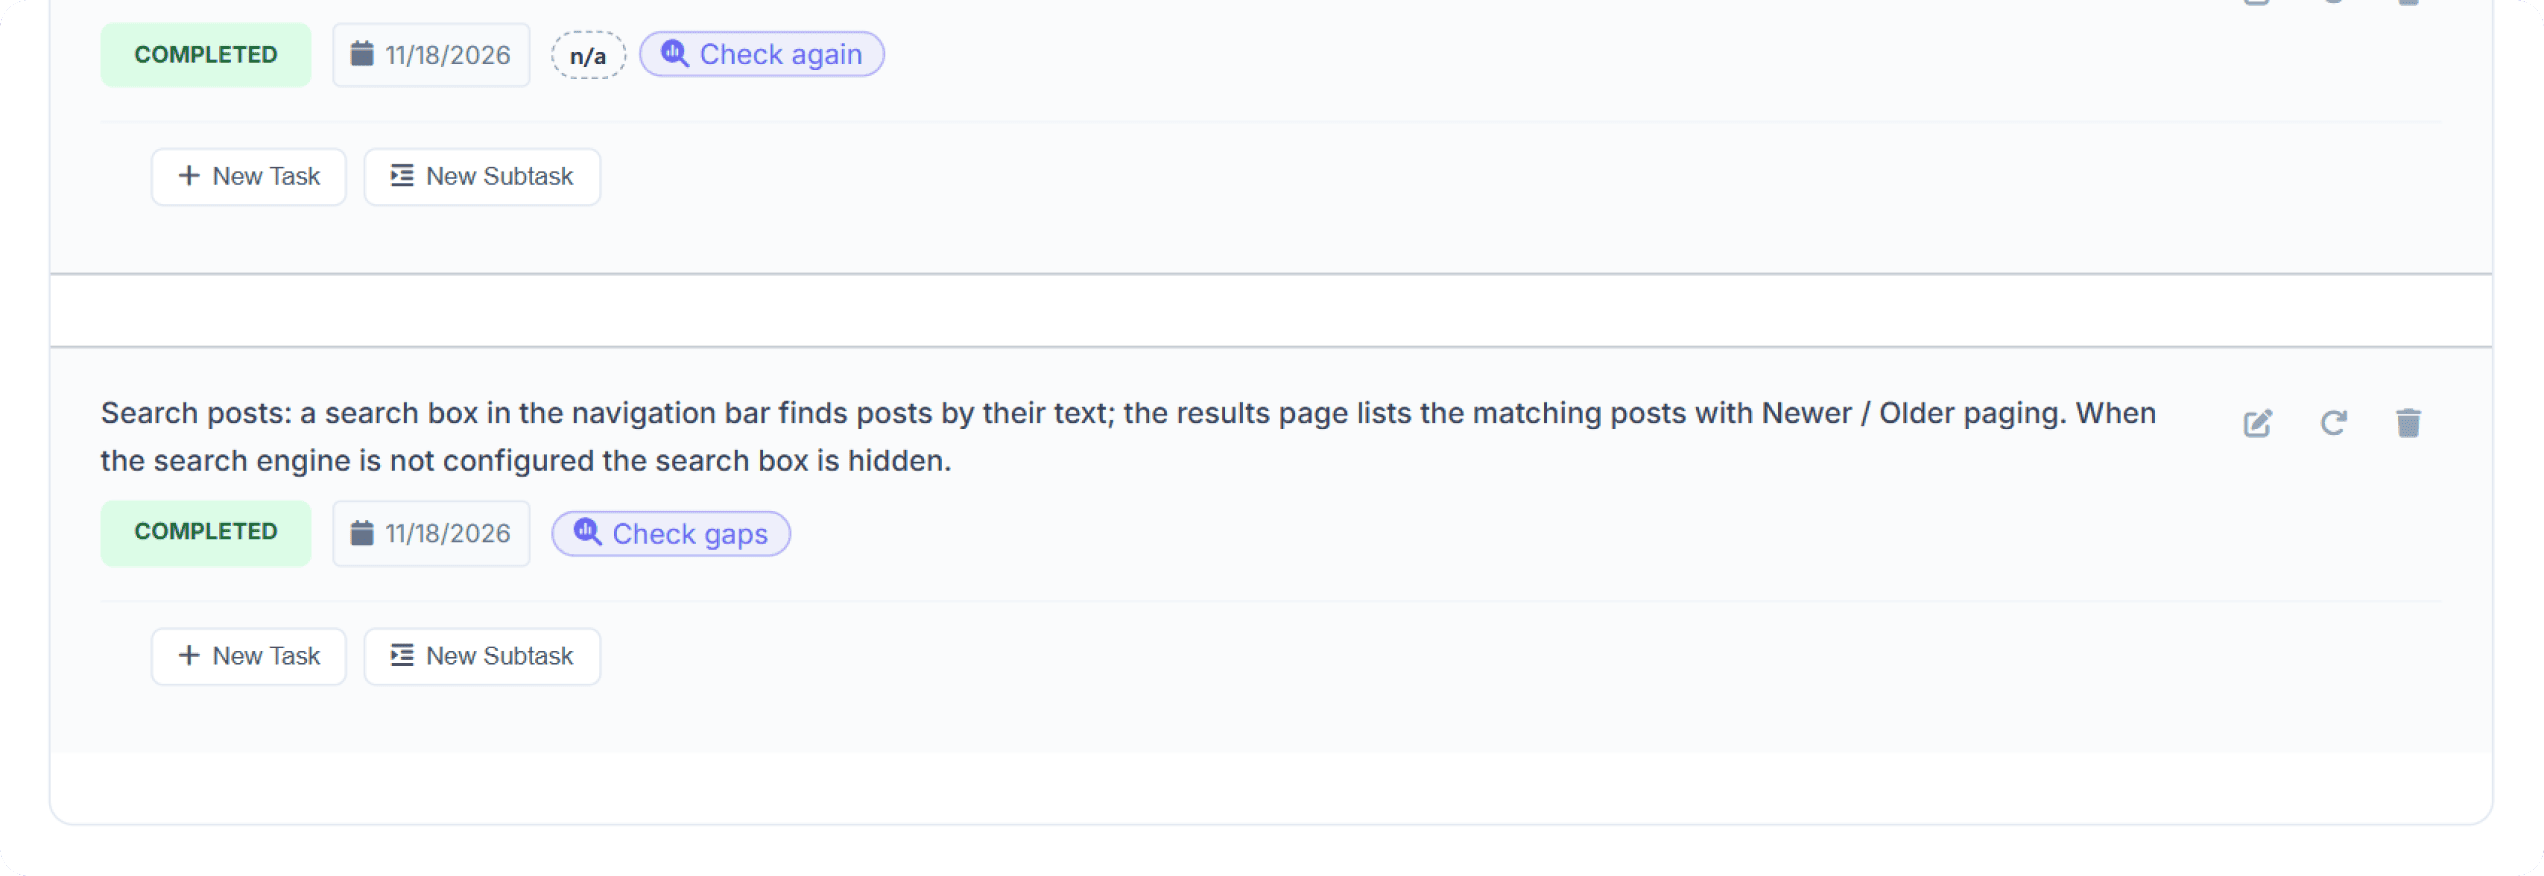 COMPLETED 11/18/2026 n/a Check again
New Task New Subtask
Search posts: a search box in the navigation bar finds posts by their text; the results page lists the matching posts with Newer / Older paging. When
the search engine is not configured the search box is hidden.
COMPLETED 11/18/2026 Check gaps
New Task New Subtask